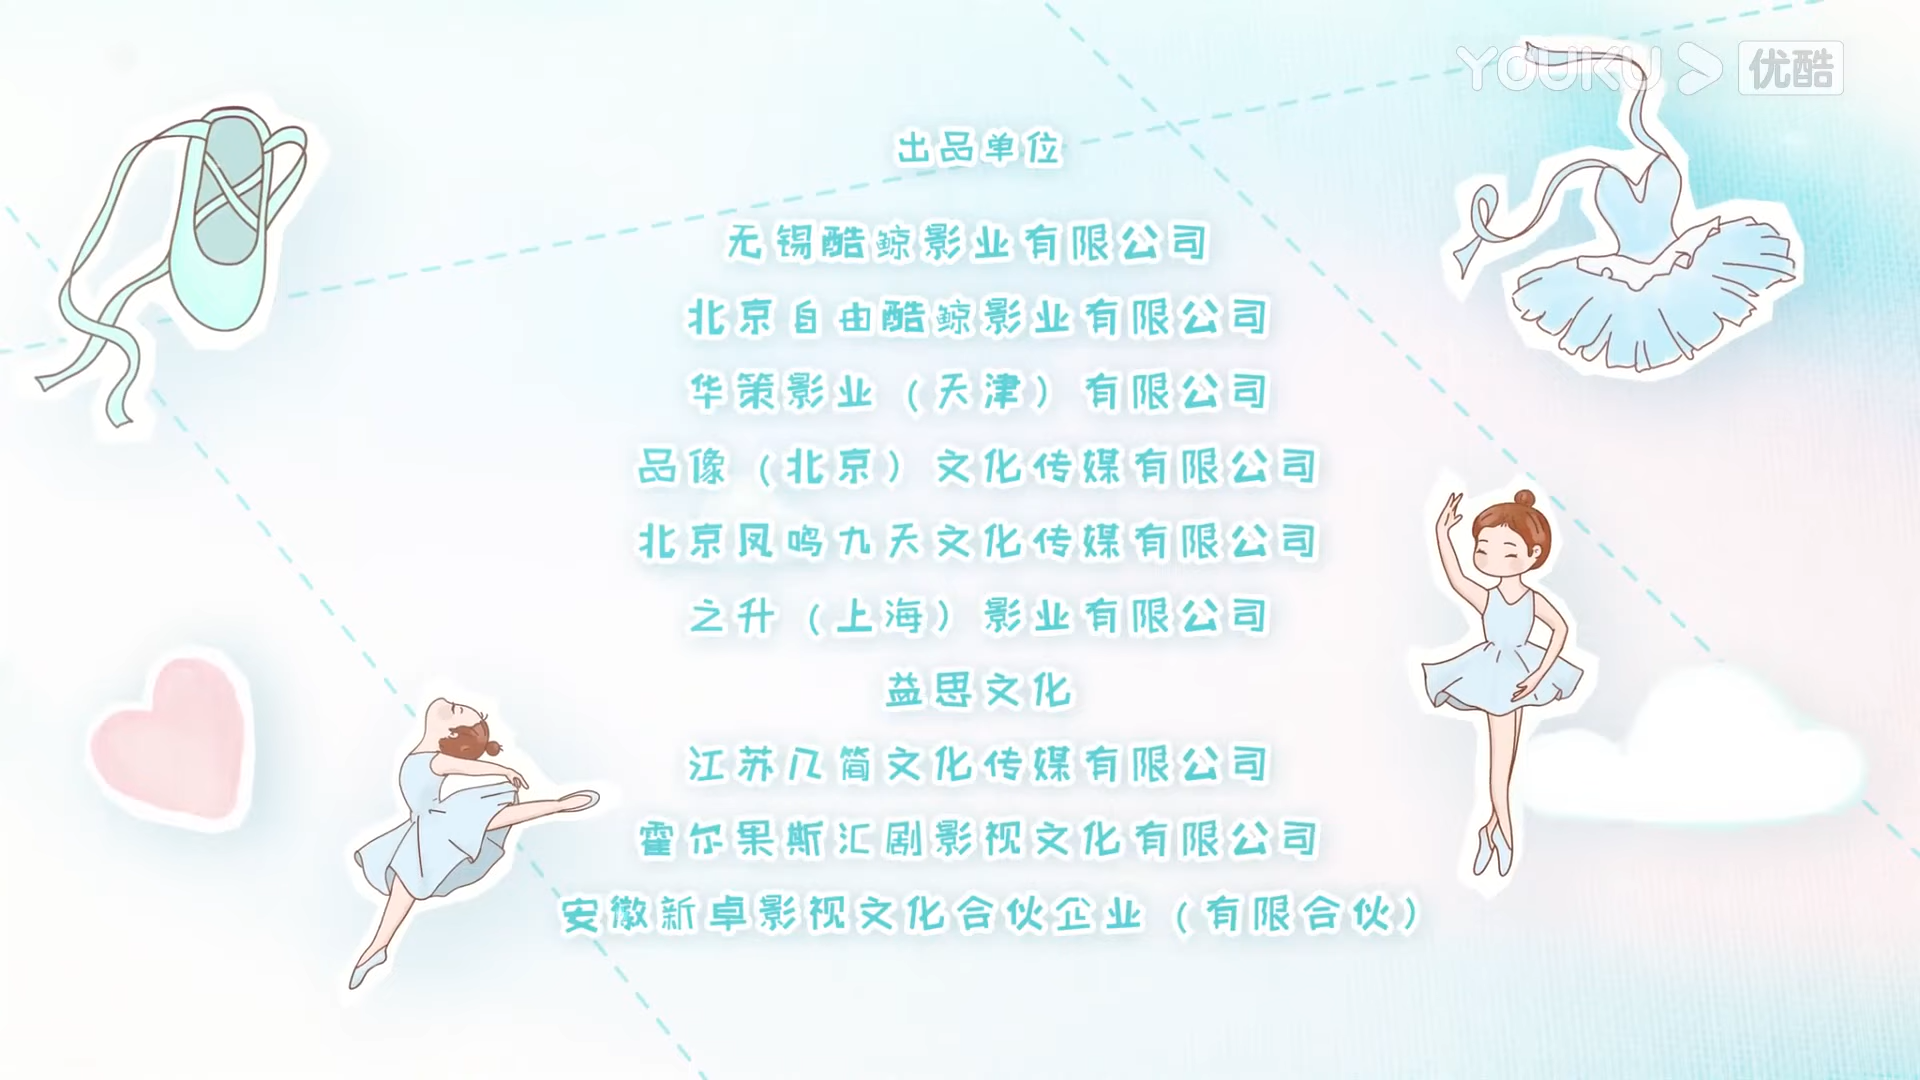 YOUKU 优酷
出品单位
无锡酷鲸影业有限公司
北京自由酷鲸影业有限公司
华策影业（天津）有限公司
品像（北京）文化传媒有限公司
北京凤鸣九天文化传媒有限公司
之升（上海）影业有限公司
益思文化
江苏八简文化传媒有限公司
霍尔果斯汇剧影视文化有限公司
安徽新卓影视文化合伙企业（有限合伙）